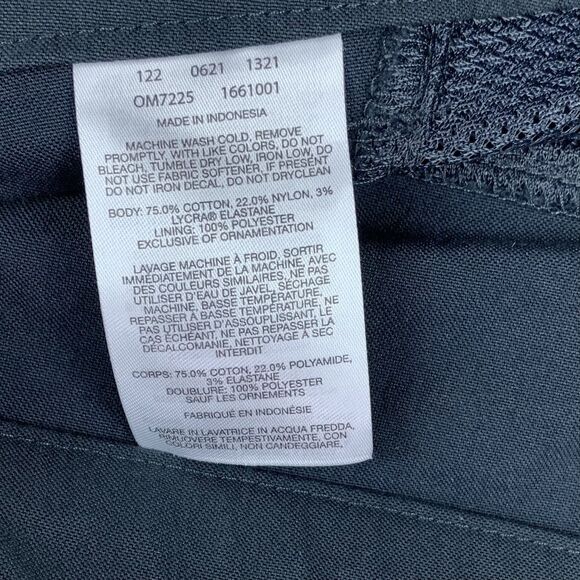 122 0621 1321
OM7225 1661001
MADE IN INDONESIA
MACHINE WASH COLD, REMOVE
PROMPTLY, WITH LIKE COLORS, DO NOT
BLEACH, TUMBLE DRY LOW, IRON LOW, DO
NOT USE FABRIC SOFTENER, IF PRESENT
DO NOT IRON DECAL, DO NOT DRYCLEAN
BODY: 75.0% COTTON, 22.0% NYLON, 3%
LYCRA® ELASTANE
LINING: 100% POLYESTER
EXCLUSIVE OF ORNAMENTATION
LAVAGE MACHINE À FROID, SORTIR
IMMÉDIATEMENT DE LA MACHINE, AVEC
DES COULEURS SIMILAIRES, NE PAS
UTILISER D'EAU DE JAVEL, SÉCHAGE
MACHINE, BASSE TEMPÉRATURE,
REPASSER À BASSE TEMPÉRATURE, NE
PAS UTILISER D'ASSOUPLISSANT, LE
CAS ÉCHÉANT, NE PAS REPASSER LA
DÉCALCOMANIE, NETTOYAGE À SEC
INTERDIT
CORPS: 75.0% COTON, 22.0% POLYAMIDE,
3% ELASTANE
DOUBLURE: 100% POLYESTER
SAUF ORNEMENTS
FABRIQUÉ EN INDONÉSIE
LAVARE IN LAVATRICE IN ACQUA FREDDA,
RIMUOVERE TEMPESTIVAMENTE, CON
COLORI SIMILI, NON CANDEGGIARE,